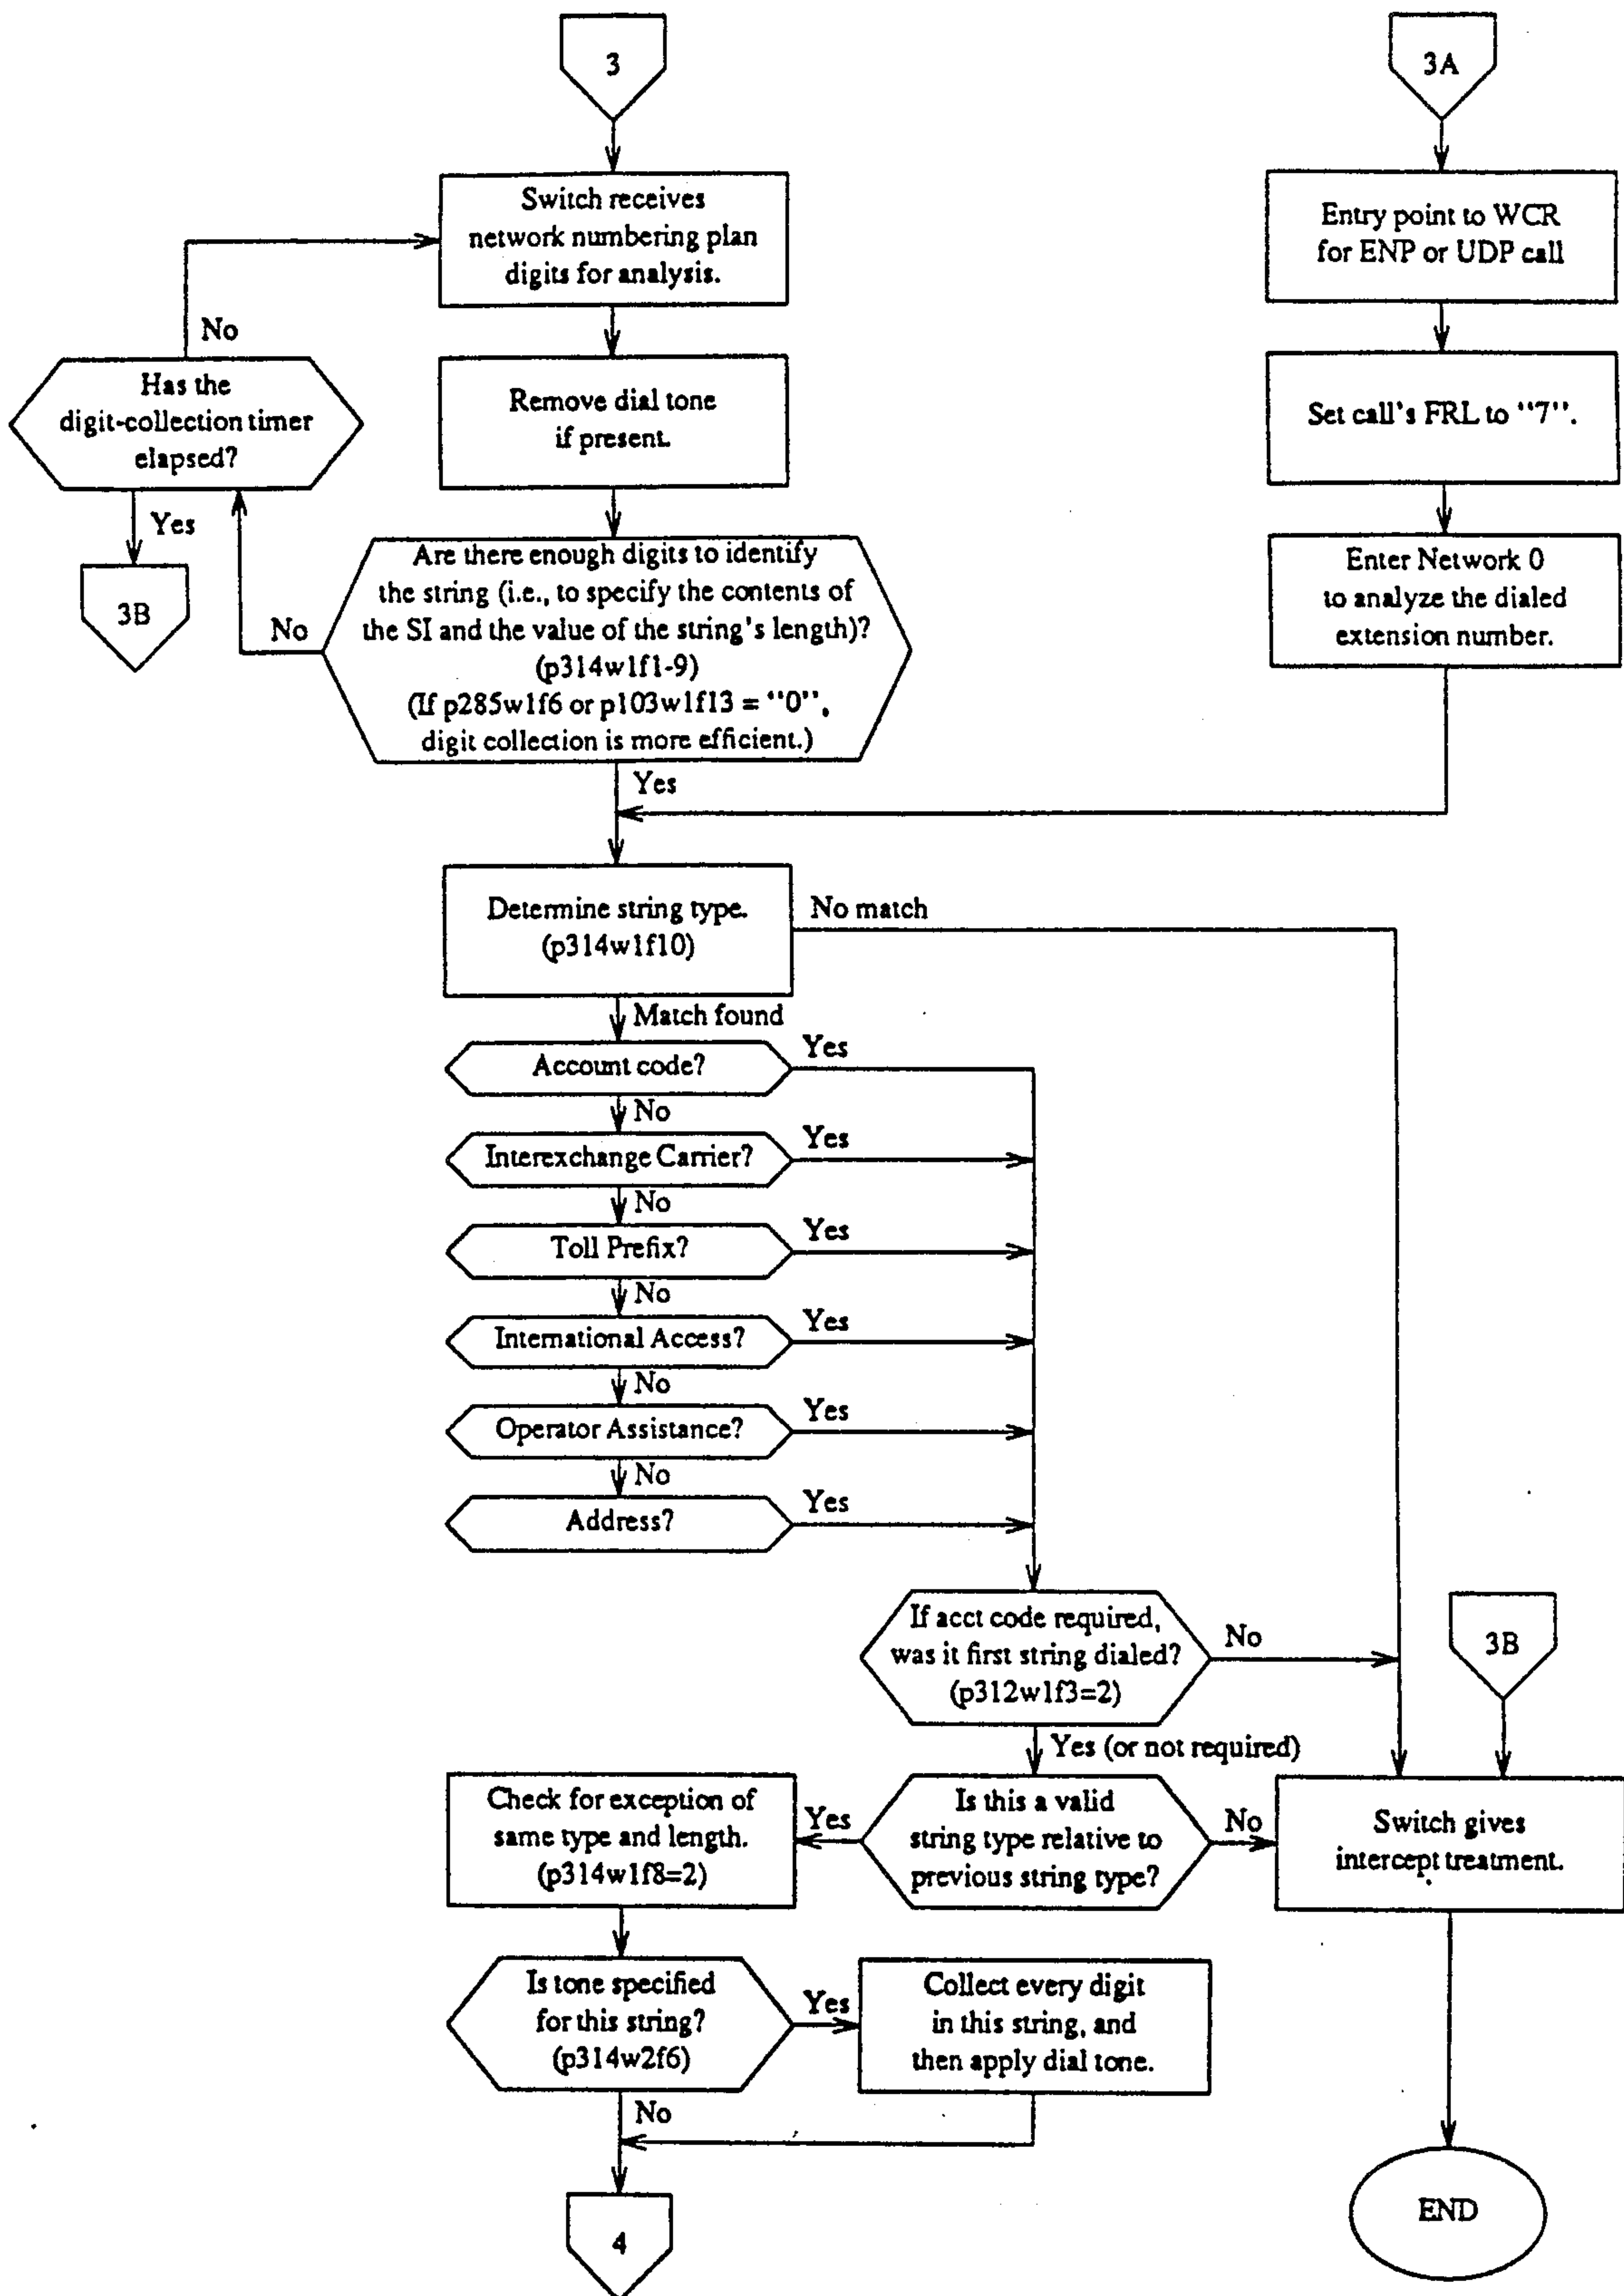 3
3A
Switch receives
network numbering plan
digits for analysis.
Entry point to WCR
for ENP or UDP call
No
Has the
digit-collection timer
elapsed?
Remove dial tone
if present.
Set call's FRL to "7".
Yes
3B
No
Are there enough digits to identify
the string (i.e., to specify the contents of
the SI and the value of the string's length)?
(p314w1f1-9)
(If p285w1f6 or p103w1f13 = "0",
digit collection is more efficient.)
Enter Network 0
to analyze the dialed
extension number.
Yes
Determine string type.
(p314w1f10)
No match
Match found
Account code?
Yes
No
Interexchange Carrier?
Yes
No
Toll Prefix?
Yes
No
International Access?
Yes
No
Operator Assistance?
Yes
No
Address?
Yes
If acct code required,
was it first string dialed?
(p312w1f3=2)
No
3B
Yes (or not required)
Check for exception of
same type and length.
(p314w1f8=2)
Yes
Is this a valid
string type relative to
previous string type?
No
Switch gives
intercept treatment.
Is tone specified
for this string?
(p314w2f6)
Yes
Collect every digit
in this string, and
then apply dial tone.
No
4
END